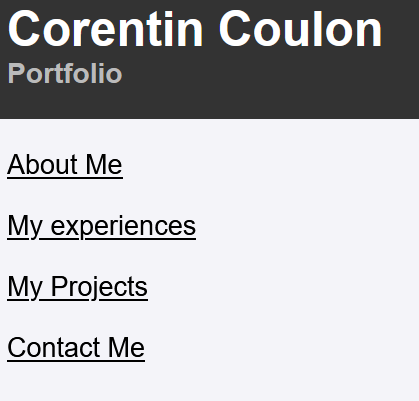 Corentin Coulon
Portfolio
About Me
My experiences
My Projects
Contact Me